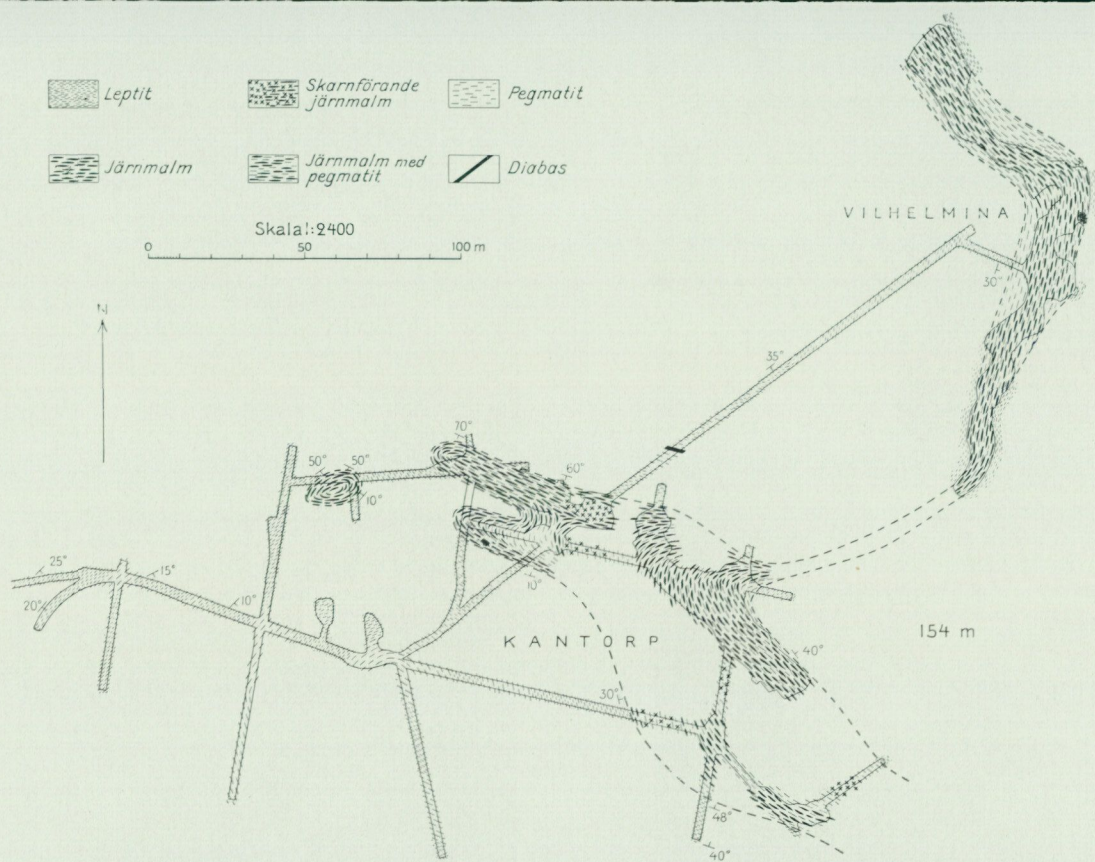 Leptit
Skarnförande
järnmalm
Pegmatit
Järnmalm
Järnmalm med
pegmatit
Diabas
Skala 1:2400
0 50 100 m
N
VILHELMINA
30°
35°
70°
50° 50°
60°
10°
25°
15°
20°
10°
10°
KANTORP
154 m
40°
30°
48°
40°